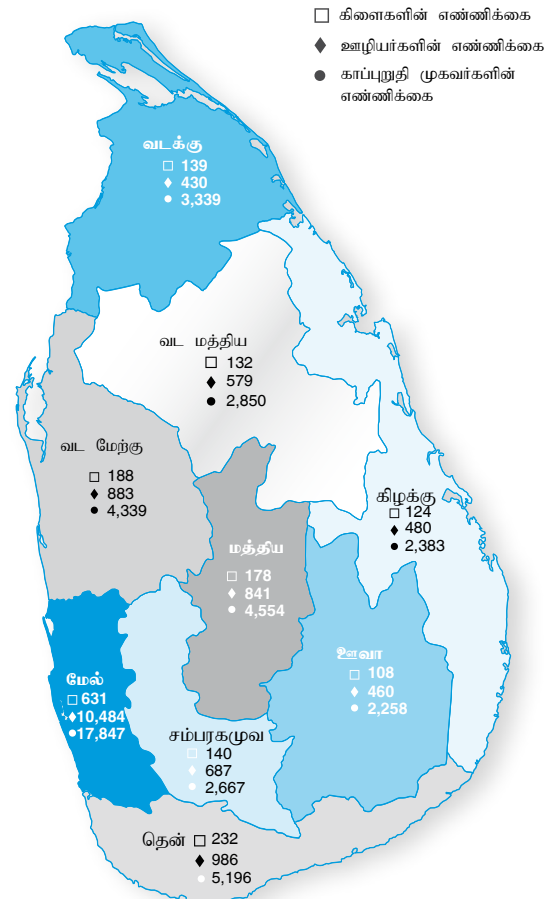 □ கிளைகளின் எண்ணிக்கை
◆ ஊழியர்களின் எண்ணிக்கை
● காப்புறுதி முகவர்களின்
எண்ணிக்கை
வடக்கு
□ 139
◆ 430
● 3,339
வட மத்திய
□ 132
◆ 579
● 2,850
வட மேற்கு
□ 188
◆ 883
● 4,339
கிழக்கு
□ 124
◆ 480
● 2,383
மத்திய
□ 178
◆ 841
● 4,554
ஊவா
□ 108
◆ 460
● 2,258
மேல்
□ 631
◆ 10,484
● 17,847
சம்பரகமுவ
□ 140
◆ 687
● 2,667
தென் □ 232
◆ 986
● 5,196